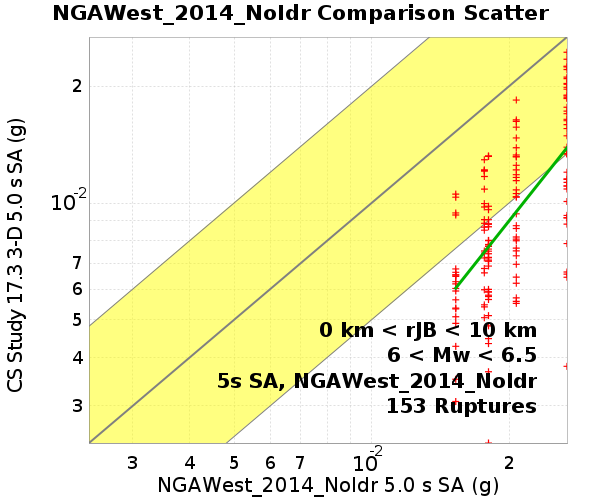 NGAWest_2014_NoIdr Comparison Scatter
CS Study 17.3 3-D 5.0 s SA (g)
2
10-2
7
6
5
4
3
0 km < rJB < 10 km
6 < Mw < 6.5
5s SA, NGAWest_2014_NoIdr
153 Ruptures
3 4 5 6 7 10-2 2
NGAWest_2014_NoIdr 5.0 s SA (g)